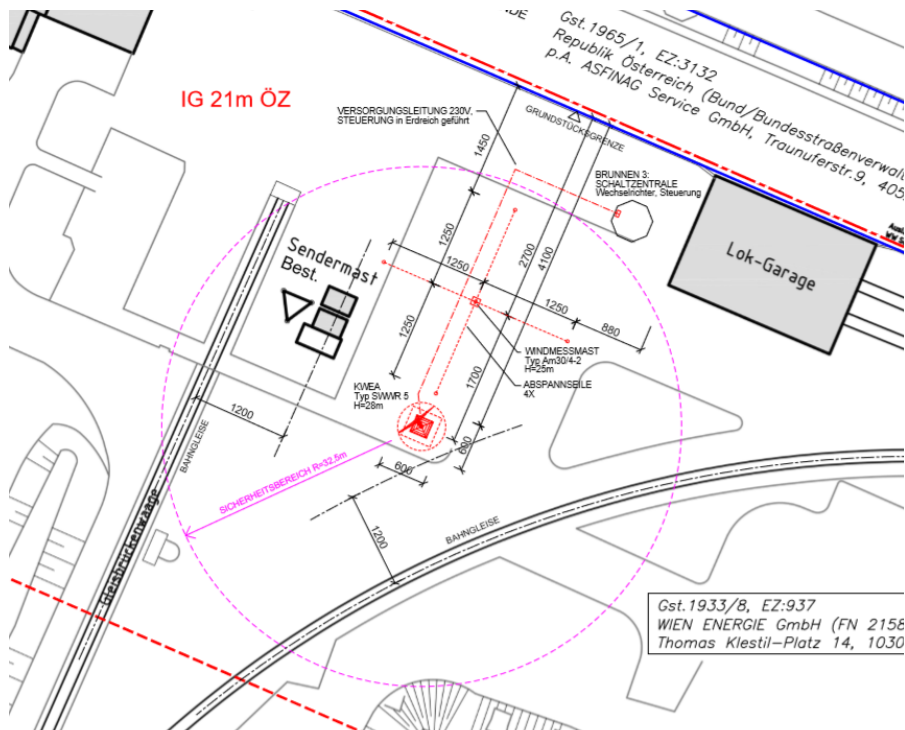 IG 21m ÖZ
Gst.1965/1, EZ:3132
Republik Österreich (Bund/Bundesstraßenverwalt
p.A. ASFINAG Service GmbH, Traunuferstr.9, 405
VERSORGUNGSLEITUNG 230V,
STEUERUNG in Erdreich geführt
GRUNDSTÜCKSGRENZE
1450
BRUNNEN 3:
SCHALTZENTRALE
Wechselrichter, Steuerung
Sendermast
Best.
1250
1250
2700
4100
Lok-Garage
1250
1250
880
WINDMESSMAST
Typ Am30/4-2
H=25m
ABSPANNSEILE
4X
KWEA
Typ SWWR 5
H=28m
1700
1200
BAHNGLEISE
600
606
SICHERHEITSBEREICH R=32,5m
1200
BAHNGLEISE
Gleisbrückenwaage
Gst.1933/8, EZ:937
WIEN ENERGIE GmbH (FN 2158
Thomas Klestil-Platz 14, 1030